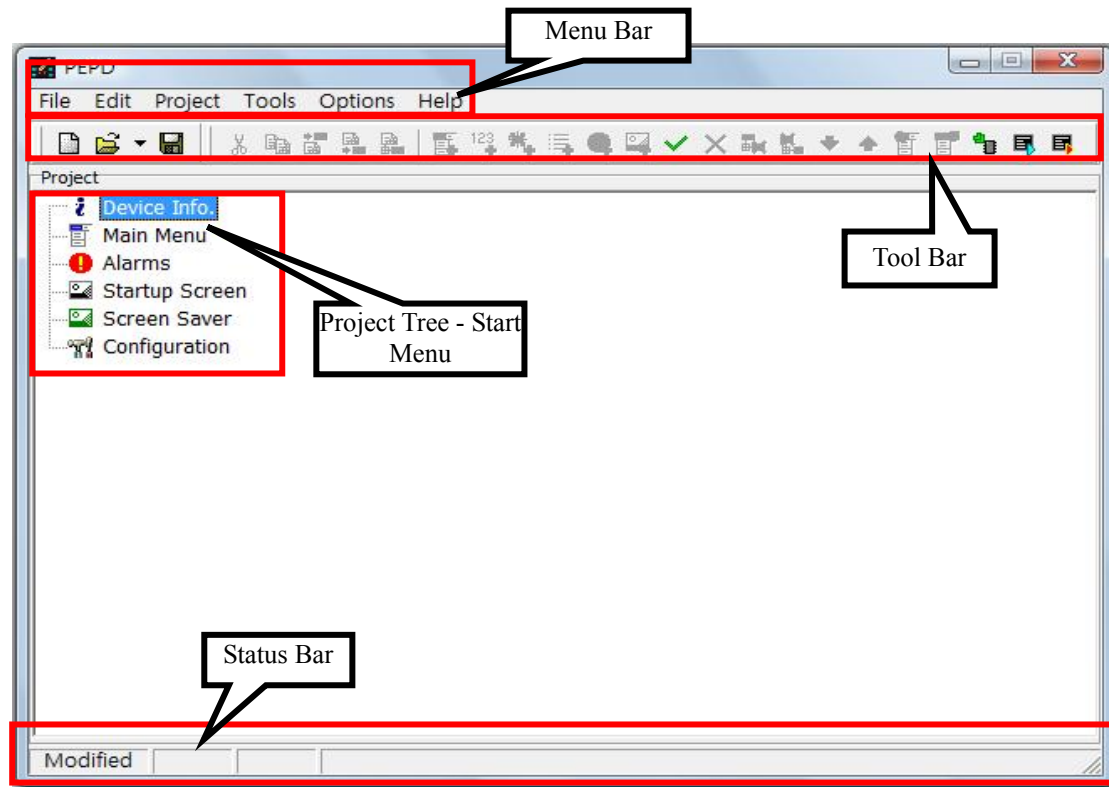 Menu Bar
PEPD
File Edit Project Tools Options Help
123
Project
Device Info.
Main Menu
Alarms
Startup Screen
Screen Saver
Configuration
Tool Bar
Project Tree - Start
Menu
Status Bar
Modified